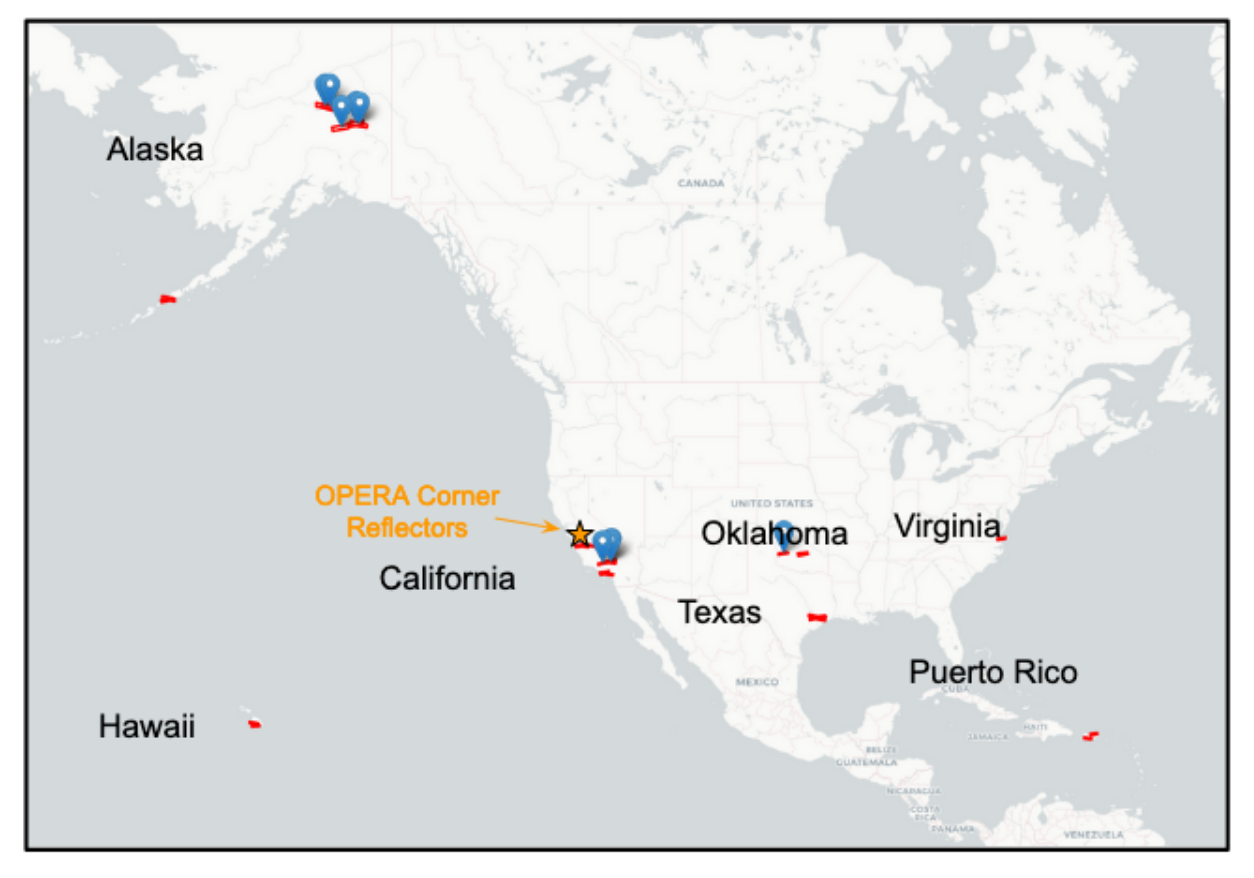 Alaska
CANADA
OPERA Corner
Reflectors
UNITED STATES
Oklahoma
Virginia
California
Texas
Puerto Rico
MEXICO
CUBA
Hawaii
HAITI
JAMAICA
BELIZE
GUATEMALA
NICARAGUA
COSTA
RICA
PANAMA
VENEZUELA